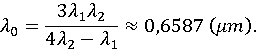 λ₀ = 3λ₁λ₂ / (4λ₂ − λ₁) ≈ 0,6587 (μm).